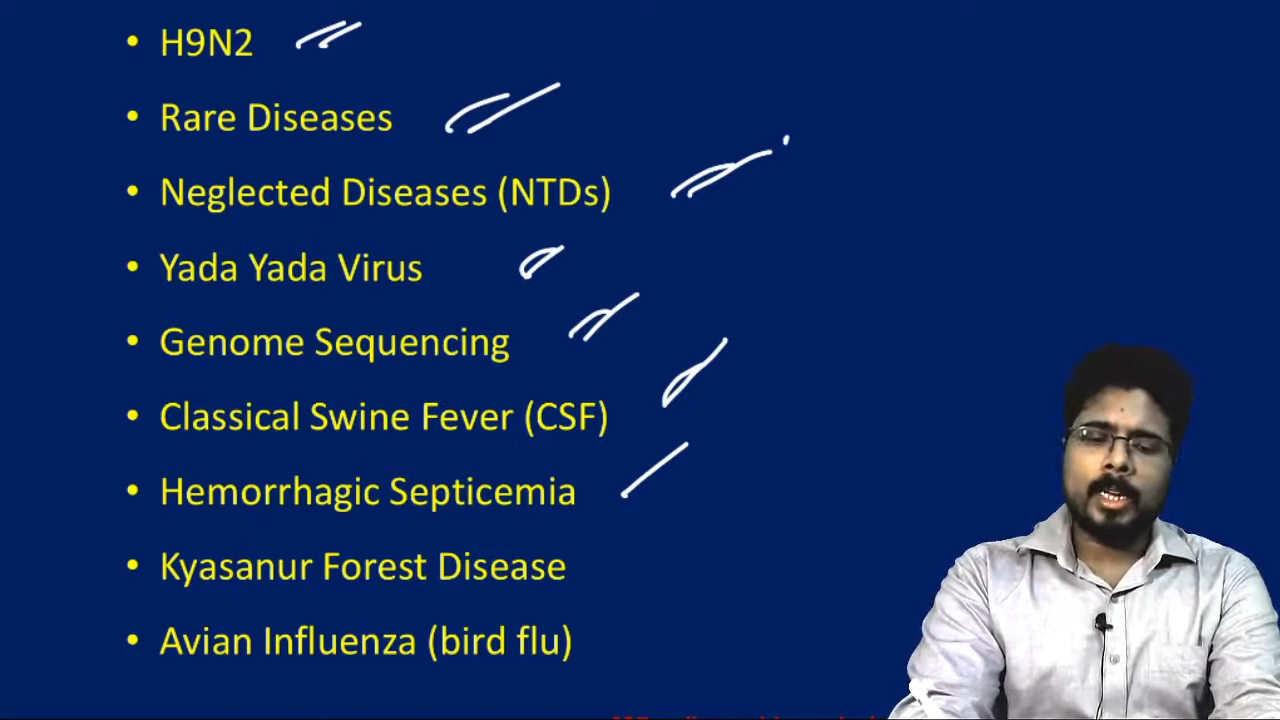 • H9N2
• Rare Diseases
• Neglected Diseases (NTDs)
• Yada Yada Virus
• Genome Sequencing
• Classical Swine Fever (CSF)
• Hemorrhagic Septicemia
• Kyasanur Forest Disease
• Avian Influenza (bird flu)